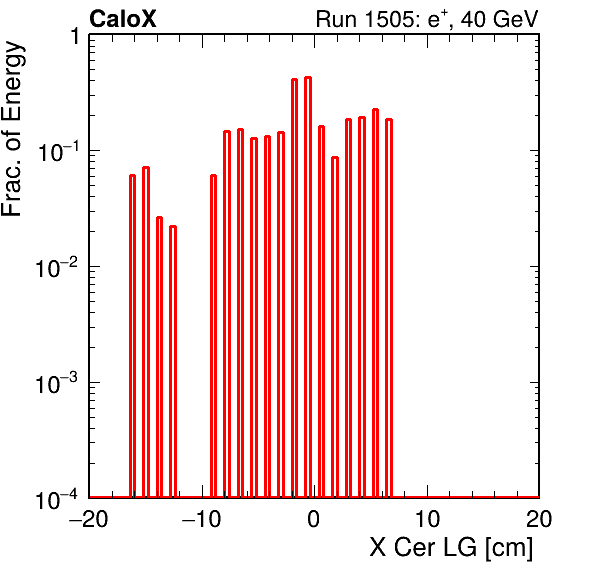 CaloX
Run 1505: e⁺, 40 GeV
Frac. of Energy
1
10⁻¹
10⁻²
10⁻³
10⁻⁴
−20
−10
0
10
20
X Cer LG [cm]